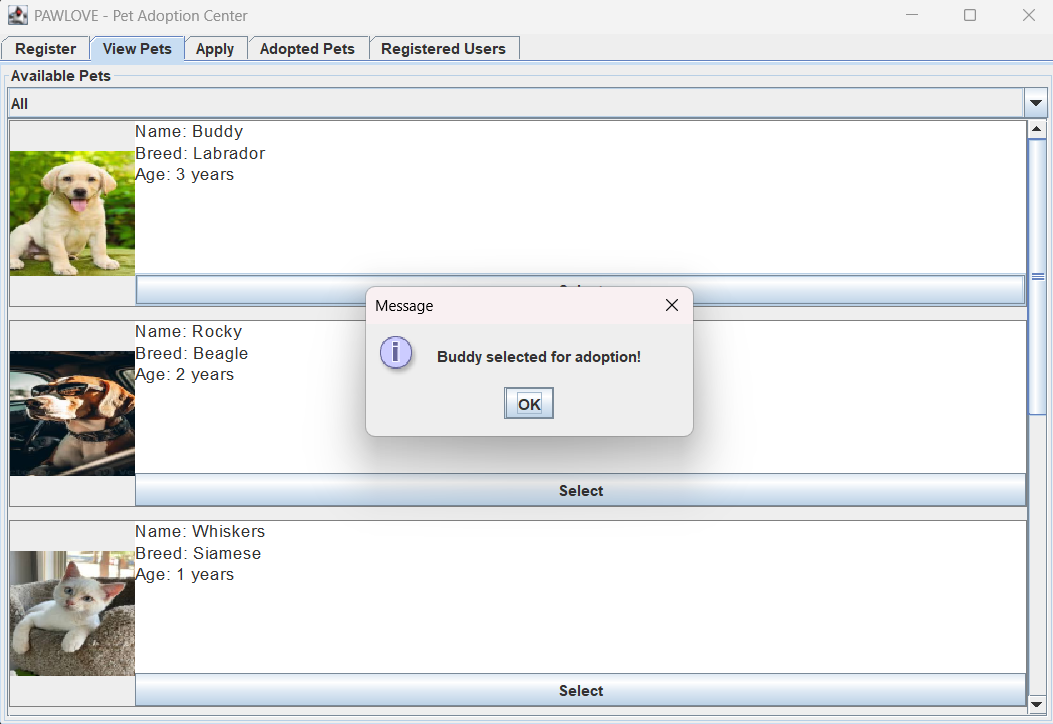 PAWLOVE - Pet Adoption Center
Register
View Pets
Apply
Adopted Pets
Registered Users
Available Pets
All
Name: Buddy
Breed: Labrador
Age: 3 years
Message
Buddy selected for adoption!
OK
Name: Rocky
Breed: Beagle
Age: 2 years
Select
Name: Whiskers
Breed: Siamese
Age: 1 years
Select